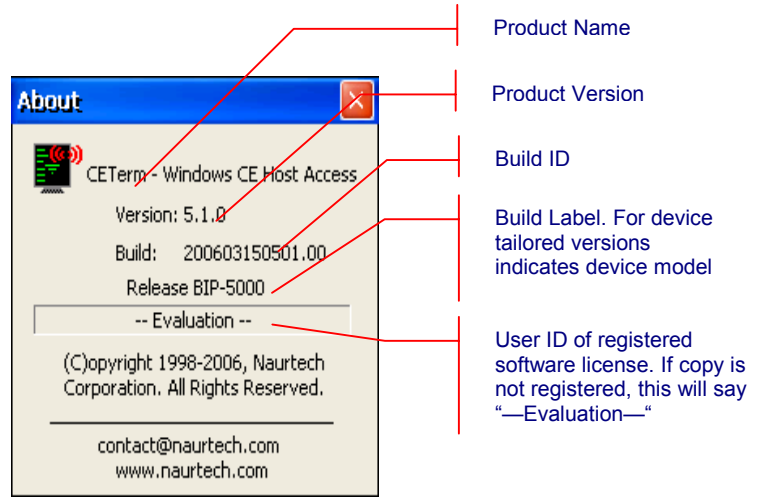 About
CETerm - Windows CE Host Access
Version: 5.1.0
Build: 200603150501.00
Release BIP-5000
-- Evaluation --
(C)opyright 1998-2006, Naurtech
Corporation. All Rights Reserved.
contact@naurtech.com
www.naurtech.com
Product Name
Product Version
Build ID
Build Label. For device
tailored versions
indicates device model
User ID of registered
software license. If copy is
not registered, this will say
“—Evaluation—“